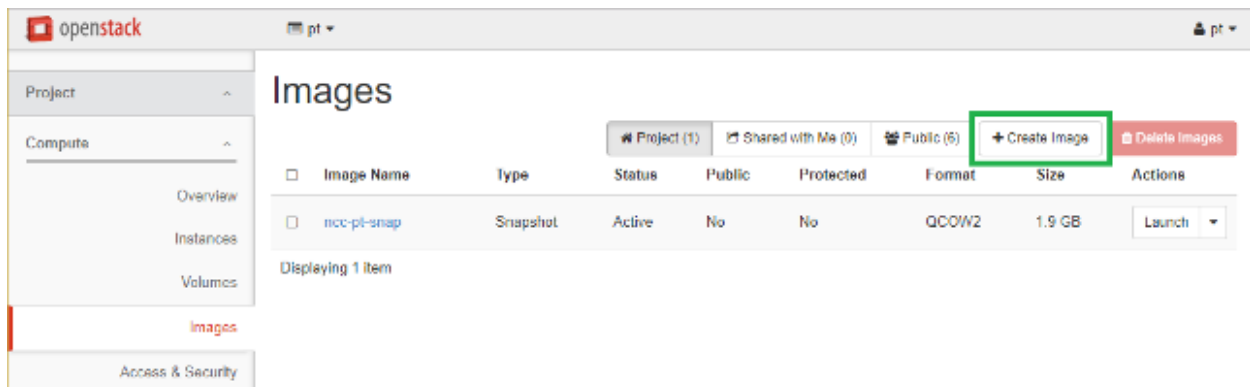 openstack pt pt
Project
Images
Compute
Project (1) Shared with Me (0) Public (6) + Create Image Delete Images
Image Name Type Status Public Protected Format Size Actions
Overview
ncc-pt-snap Snapshot Active No No QCOW2 1.9 GB Launch
Instances
Displaying 1 item
Volumes
Images
Access & Security